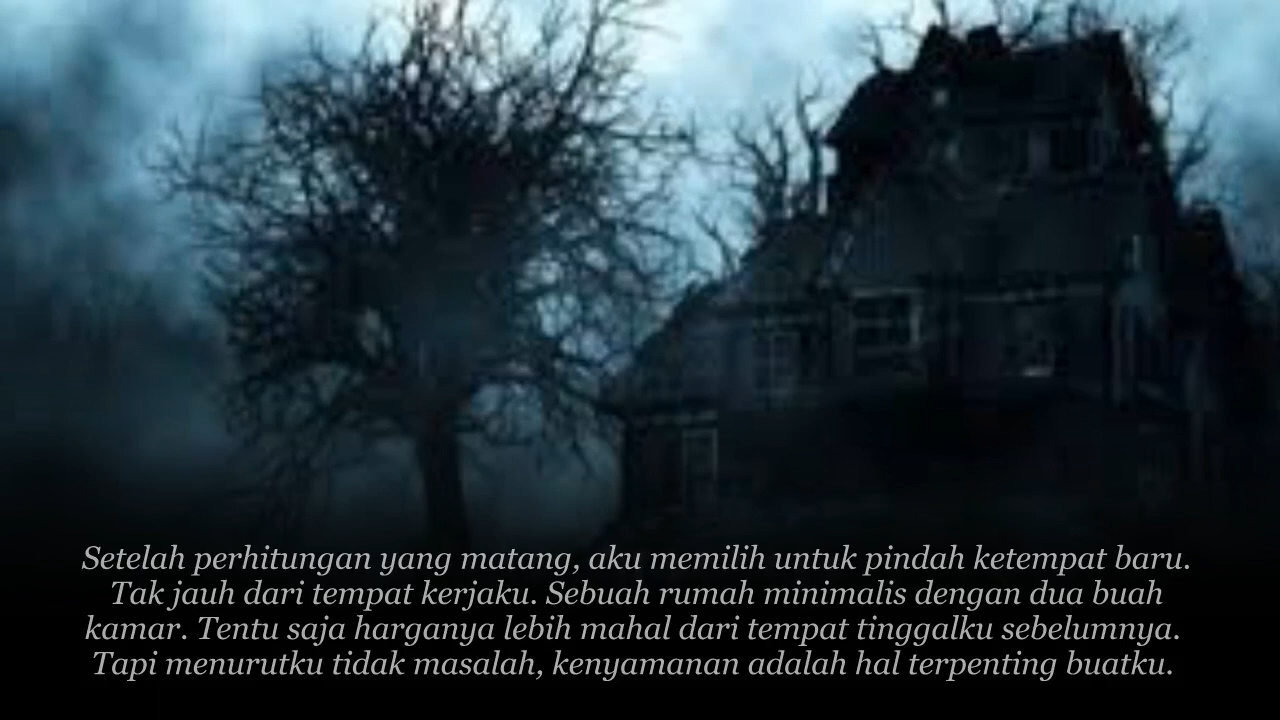 Setelah perhitungan yang matang, aku memilih untuk pindah ketempat baru.
Tak jauh dari tempat kerjaku. Sebuah rumah minimalis dengan dua buah
kamar. Tentu saja harganya lebih mahal dari tempat tinggalku sebelumnya.
Tapi menurutku tidak masalah, kenyamanan adalah hal terpenting buatku.